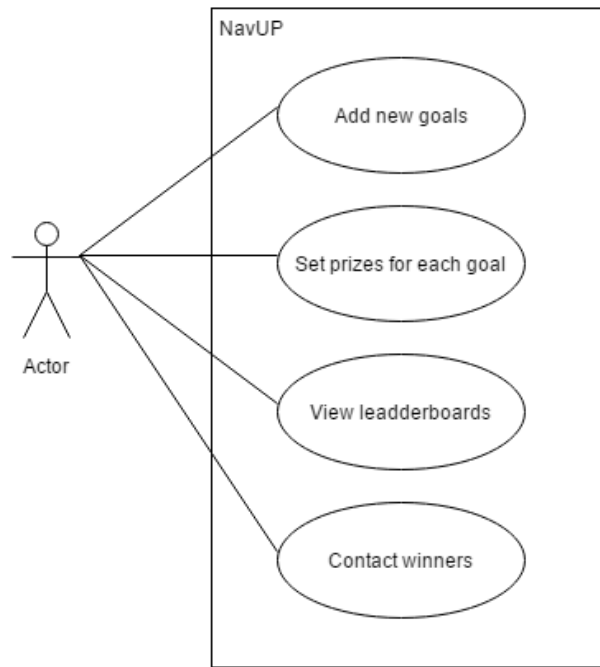 NavUP
Add new goals
Set prizes for each goal
Actor
View leadderboards
Contact winners